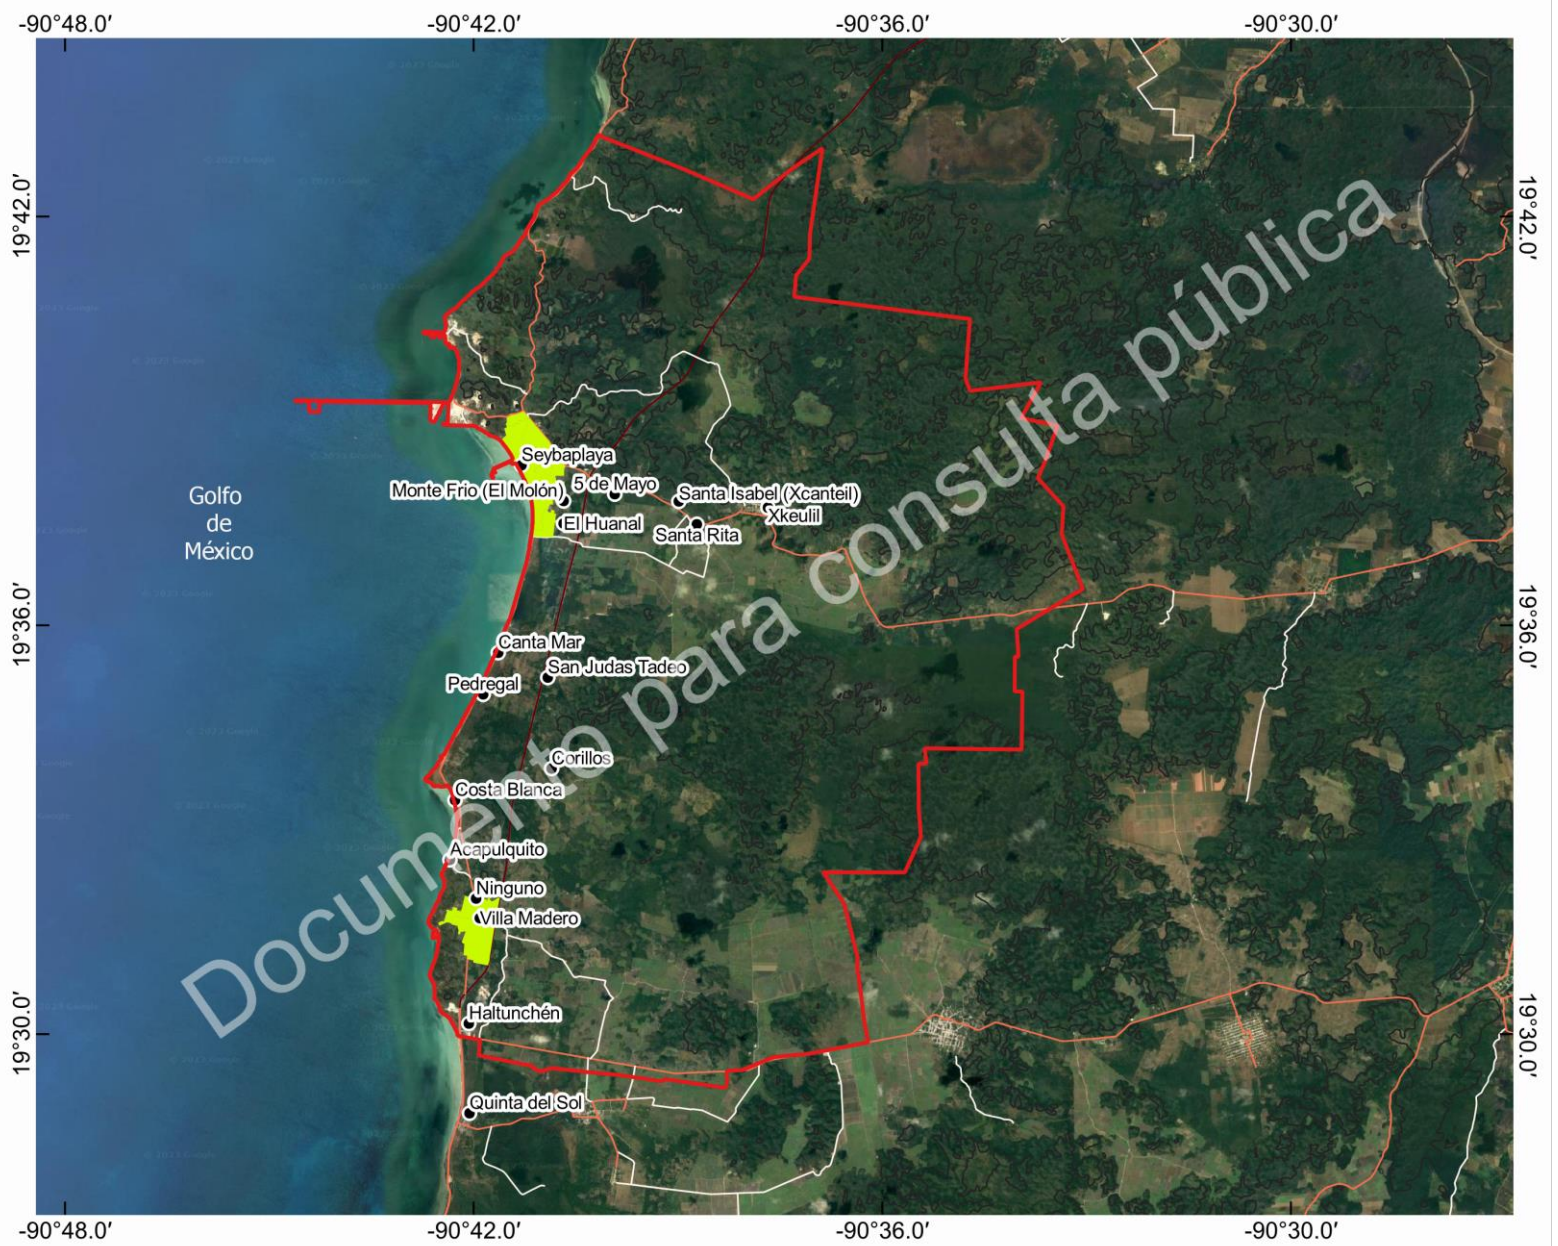 -90°48.0′
-90°42.0′
-90°36.0′
-90°30.0′
19°42.0′
19°42.0′
Documento para consulta pública
Seybaplaya
Monte Frio (El Molón)
5 de Mayo
Santa Isabel (Xcanteil)
Xkeulil
El Huanal
Santa Rita
Golfo
de
México
19°36.0′
19°36.0′
Canta Mar
San Judas Tadeo
Pedregal
Corillos
Costa Blanca
Acapulquito
Ninguno
Villa Madero
19°30.0′
19°30.0′
Haltunchén
Quinta del Sol
-90°48.0′
-90°42.0′
-90°36.0′
-90°30.0′